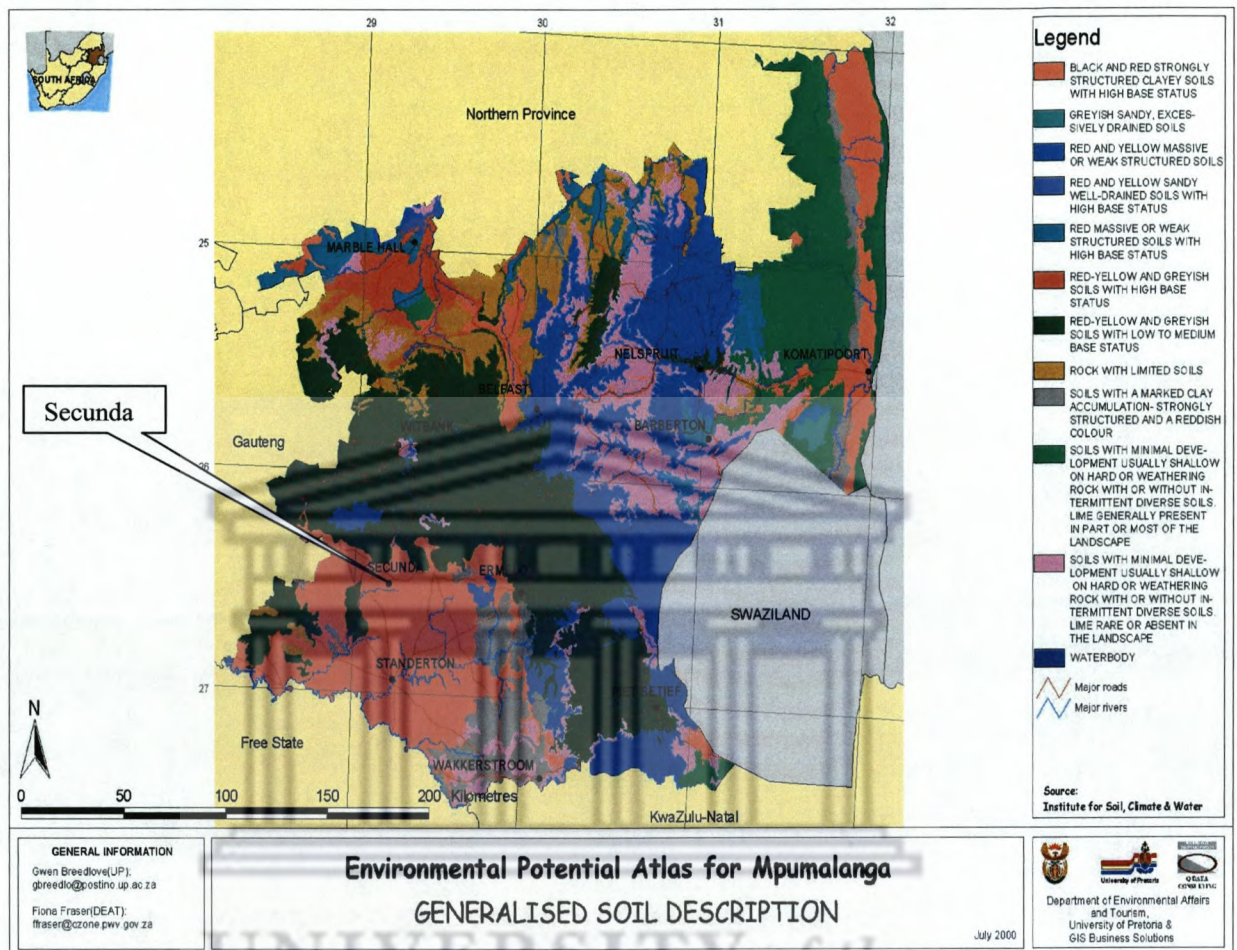 29
30
31
32
SOUTH AFRICA
Northern Province
25
MARBLE HALL
NELSPRUIT
KOMATIPOORT
BELFAST
Secunda
WITBANK
BARBERTON
Gauteng
26
SECUNDA
ERM
SWAZILAND
STANDERTON
27
PIET RETIEF
N
Free State
WAKKERSTROOM
0 50 100 150 200 Kilometres
KwaZulu-Natal
Legend
BLACK AND RED STRONGLY
STRUCTURED CLAYEY SOILS
WITH HIGH BASE STATUS
GREYISH SANDY, EXCES-
SIVELY DRAINED SOILS
RED AND YELLOW MASSIVE
OR WEAK STRUCTURED SOILS
RED AND YELLOW SANDY
WELL-DRAINED SOILS WITH
HIGH BASE STATUS
RED MASSIVE OR WEAK
STRUCTURED SOILS WITH
HIGH BASE STATUS
RED-YELLOW AND GREYISH
SOILS WITH HIGH BASE
STATUS
RED-YELLOW AND GREYISH
SOILS WITH LOW TO MEDIUM
BASE STATUS
ROCK WITH LIMITED SOILS
SOILS WITH A MARKED CLAY
ACCUMULATION- STRONGLY
STRUCTURED AND A REDDISH
COLOUR
SOILS WITH MINIMAL DEVE-
LOPMENT USUALLY SHALLOW
ON HARD OR WEATHERING
ROCK WITH OR WITHOUT IN-
TERMITTENT DIVERSE SOILS.
LIME GENERALLY PRESENT
IN PART OR MOST OF THE
LANDSCAPE
SOILS WITH MINIMAL DEVE-
LOPMENT USUALLY SHALLOW
ON HARD OR WEATHERING
ROCK WITH OR WITHOUT IN-
TERMITTENT DIVERSE SOILS.
LIME RARE OR ABSENT IN
THE LANDSCAPE
WATERBODY
Major roads
Major rivers
Source:
Institute for Soil, Climate & Water
GENERAL INFORMATION
Gwen Breedlove(UP):
gbreedlo@postino.up.ac.za
Fiona Fraser(DEAT):
ffraser@ozone.pwv.gov.za
Environmental Potential Atlas for Mpumalanga
GENERALISED SOIL DESCRIPTION
July 2000
University of Pretoria
CONSULTING
Department of Environmental Affairs
and Tourism,
University of Pretoria &
GIS Business Solutions
UNIVERSITY of the